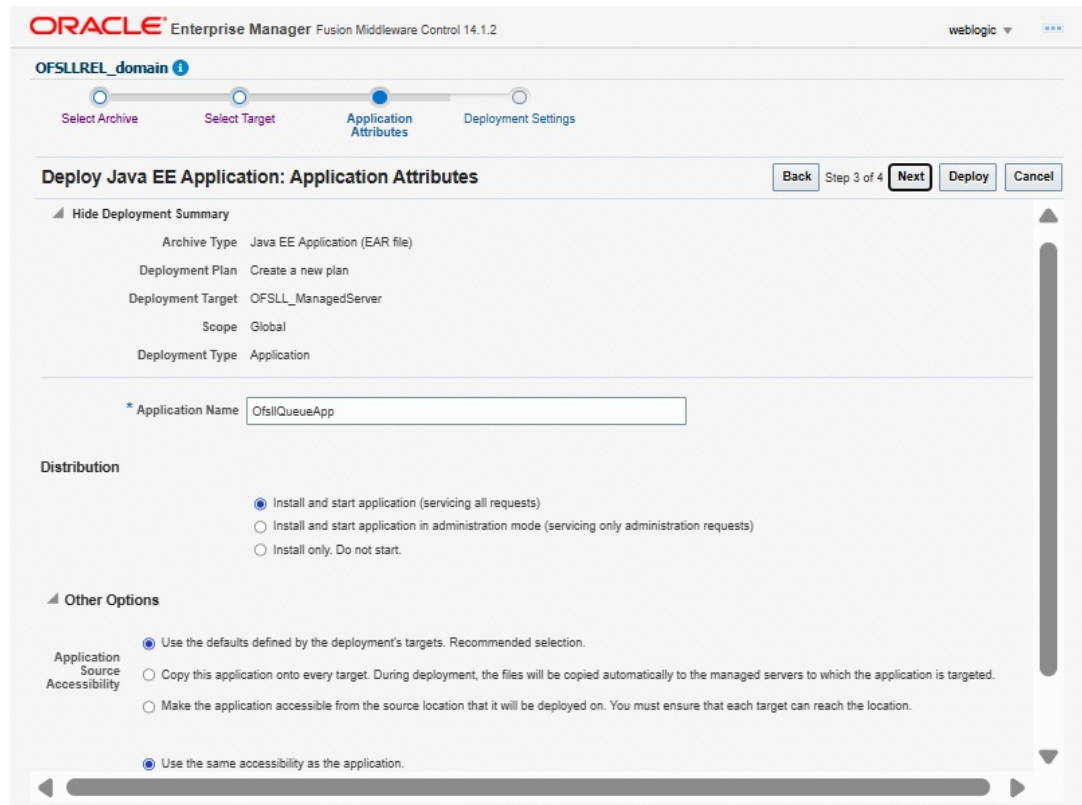 ORACLE Enterprise Manager Fusion Middleware Control 14.1.2 weblogic
OFSLLREL_domain
Select Archive Select Target Application Attributes Deployment Settings
Deploy Java EE Application: Application Attributes Back Step 3 of 4 Next Deploy Cancel
Hide Deployment Summary
Archive Type Java EE Application (EAR file)
Deployment Plan Create a new plan
Deployment Target OFSLL_ManagedServer
Scope Global
Deployment Type Application
* Application Name OfsllQueueApp
Distribution
Install and start application (servicing all requests)
Install and start application in administration mode (servicing only administration requests)
Install only. Do not start.
Other Options
Application Source Accessibility
Use the defaults defined by the deployment's targets. Recommended selection.
Copy this application onto every target. During deployment, the files will be copied automatically to the managed servers to which the application is targeted.
Make the application accessible from the source location that it will be deployed on. You must ensure that each target can reach the location.
Use the same accessibility as the application.